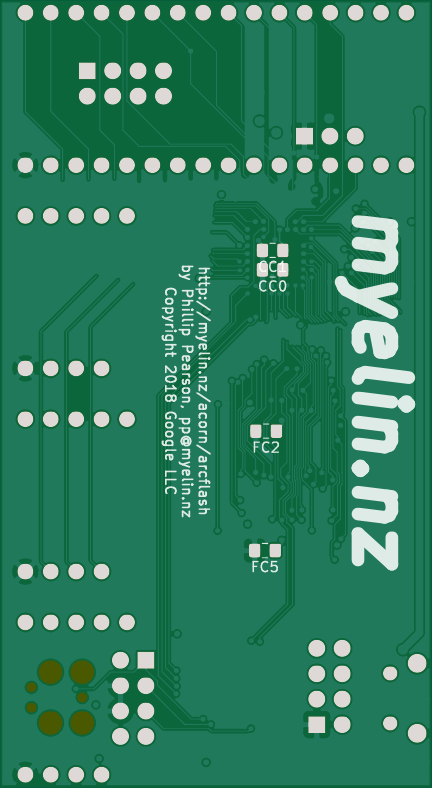 CC1
CC0
myelin.nz
http://myelin.nz/acorn/arcflash
by Phillip Pearson, pp@myelin.nz
Copyright 2018 Google LLC
FC2
FC5